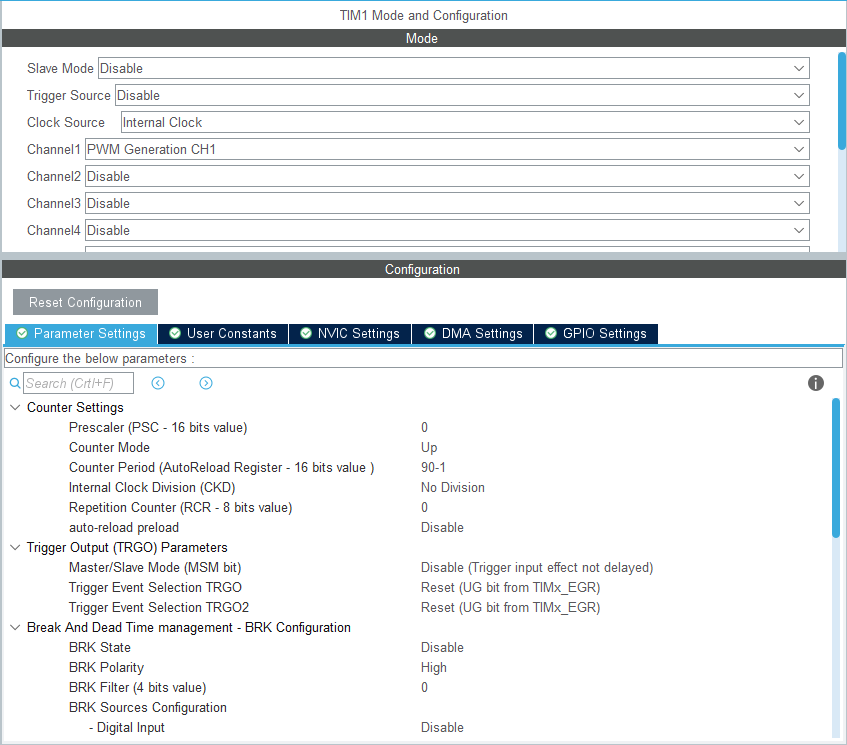 TIM1 Mode and Configuration
Mode
Slave Mode Disable
Trigger Source Disable
Clock Source Internal Clock
Channel1 PWM Generation CH1
Channel2 Disable
Channel3 Disable
Channel4 Disable
Configuration
Reset Configuration
Parameter Settings User Constants NVIC Settings DMA Settings GPIO Settings
Configure the below parameters :
Search (Crtl+F)
Counter Settings
Prescaler (PSC - 16 bits value) 0
Counter Mode Up
Counter Period (AutoReload Register - 16 bits value ) 90-1
Internal Clock Division (CKD) No Division
Repetition Counter (RCR - 8 bits value) 0
auto-reload preload Disable
Trigger Output (TRGO) Parameters
Master/Slave Mode (MSM bit) Disable (Trigger input effect not delayed)
Trigger Event Selection TRGO Reset (UG bit from TIMx_EGR)
Trigger Event Selection TRGO2 Reset (UG bit from TIMx_EGR)
Break And Dead Time management - BRK Configuration
BRK State Disable
BRK Polarity High
BRK Filter (4 bits value) 0
BRK Sources Configuration
- Digital Input Disable